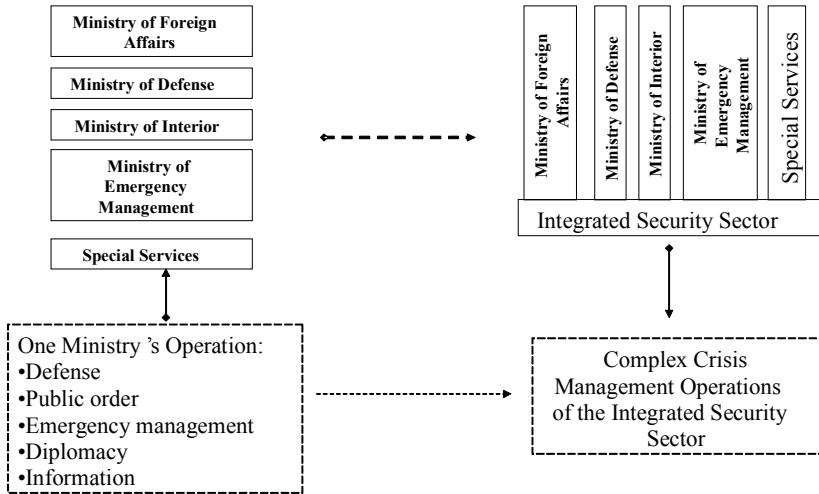 Ministry of Foreign
Affairs
Ministry of Defense
Ministry of Interior
Ministry of
Emergency
Management
Special Services
Ministry of Foreign
Affairs
Ministry of Defense
Ministry of Interior
Ministry of
Emergency
Management
Special Services
Integrated Security Sector
One Ministry 's Operation:
•Defense
•Public order
•Emergency management
•Diplomacy
•Information
Complex Crisis
Management Operations
of the Integrated Security
Sector